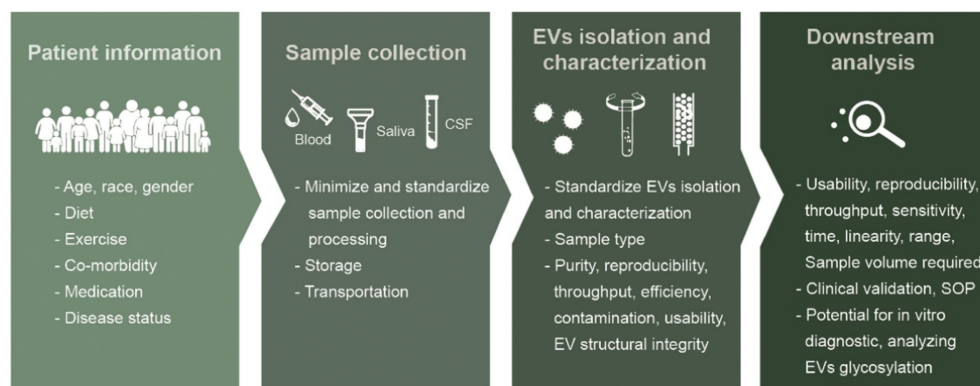 Patient information
- Age, race, gender
- Diet
- Exercise
- Co-morbidity
- Medication
- Disease status
Sample collection
Blood
Saliva
CSF
- Minimize and standardize
sample collection and
processing
- Storage
- Transportation
EVs isolation and
characterization
- Standardize EVs isolation
and characterization
- Sample type
- Purity, reproducibility,
throughput, efficiency,
contamination, usability,
EV structural integrity
Downstream
analysis
- Usability, reproducibility,
throughput, sensitivity,
time, linearity, range,
Sample volume required
- Clinical validation, SOP
- Potential for in vitro
diagnostic, analyzing
EVs glycosylation